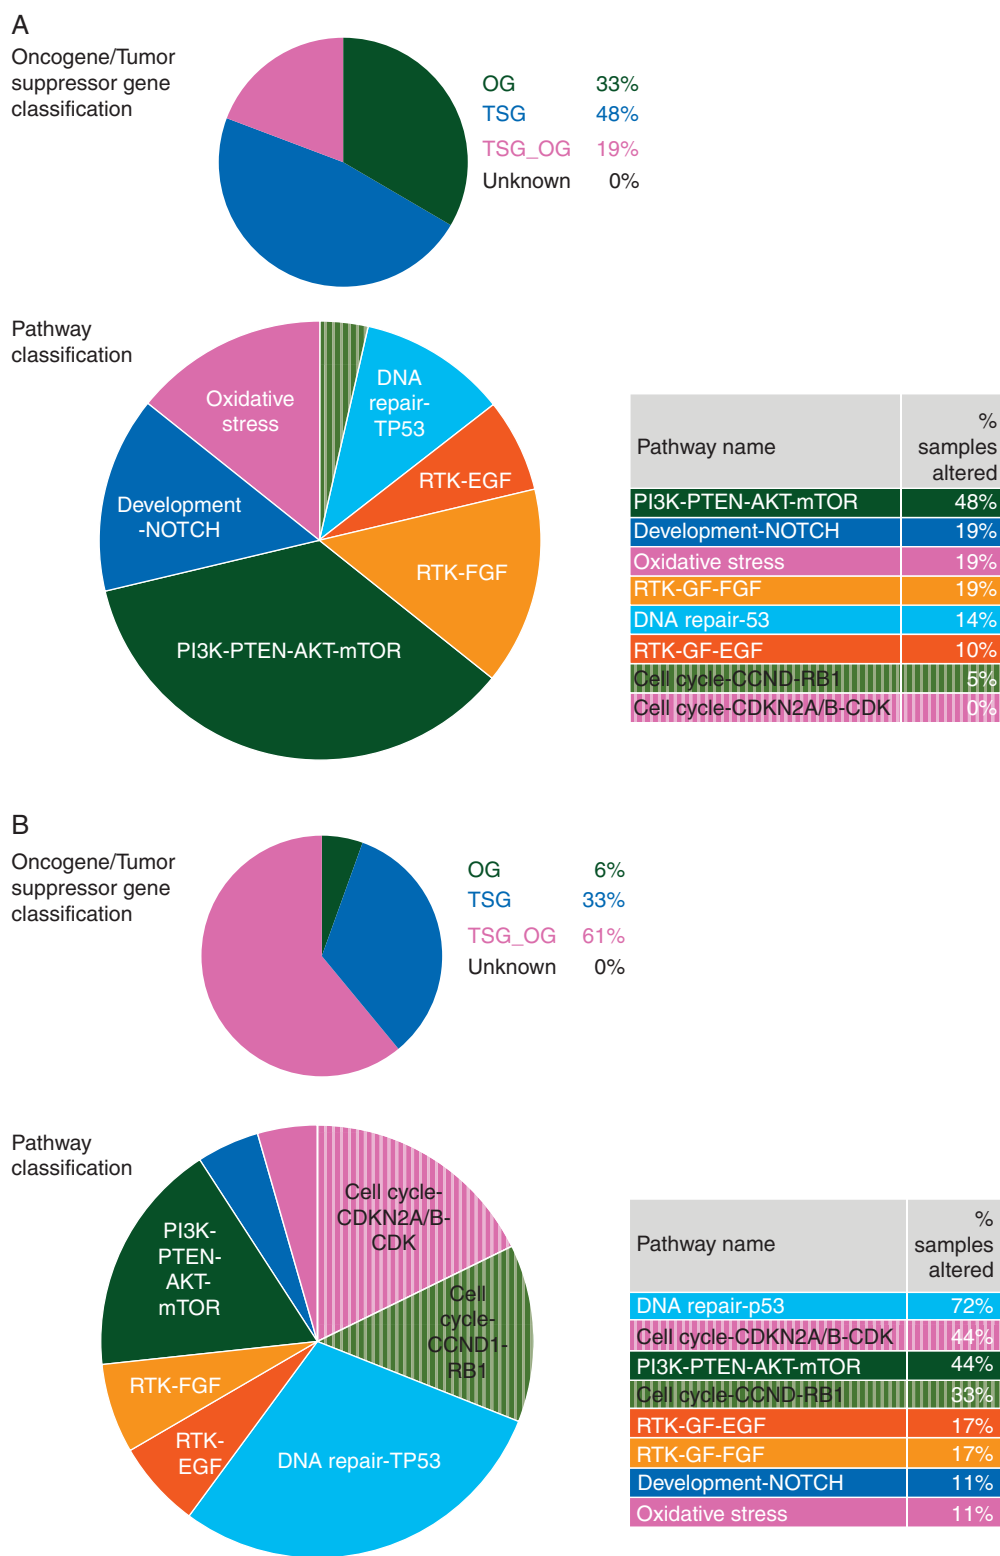 A
Oncogene/Tumor
suppressor gene
classification
OG 33%
TSG 48%
TSG_OG 19%
Unknown 0%
Pathway
classification
DNA
repair-
TP53
Oxidative
stress
RTK-EGF
Development
-NOTCH
RTK-FGF
PI3K-PTEN-AKT-mTOR
Pathway name % samples altered
PI3K-PTEN-AKT-mTOR 48%
Development-NOTCH 19%
Oxidative stress 19%
RTK-GF-FGF 19%
DNA repair-53 14%
RTK-GF-EGF 10%
Cell cycle-CCND-RB1 5%
Cell cycle-CDKN2A/B-CDK 0%
B
Oncogene/Tumor
suppressor gene
classification
OG 6%
TSG 33%
TSG_OG 61%
Unknown 0%
Pathway
classification
Cell cycle-
CDKN2A/B-
CDK
PI3K-
PTEN-
AKT-
mTOR
Cell
cycle-
CCND1-
RB1
RTK-FGF
RTK-
EGF
DNA repair-TP53
Pathway name % samples altered
DNA repair-p53 72%
Cell cycle-CDKN2A/B-CDK 44%
PI3K-PTEN-AKT-mTOR 44%
Cell cycle-CCND-RB1 33%
RTK-GF-EGF 17%
RTK-GF-FGF 17%
Development-NOTCH 11%
Oxidative stress 11%